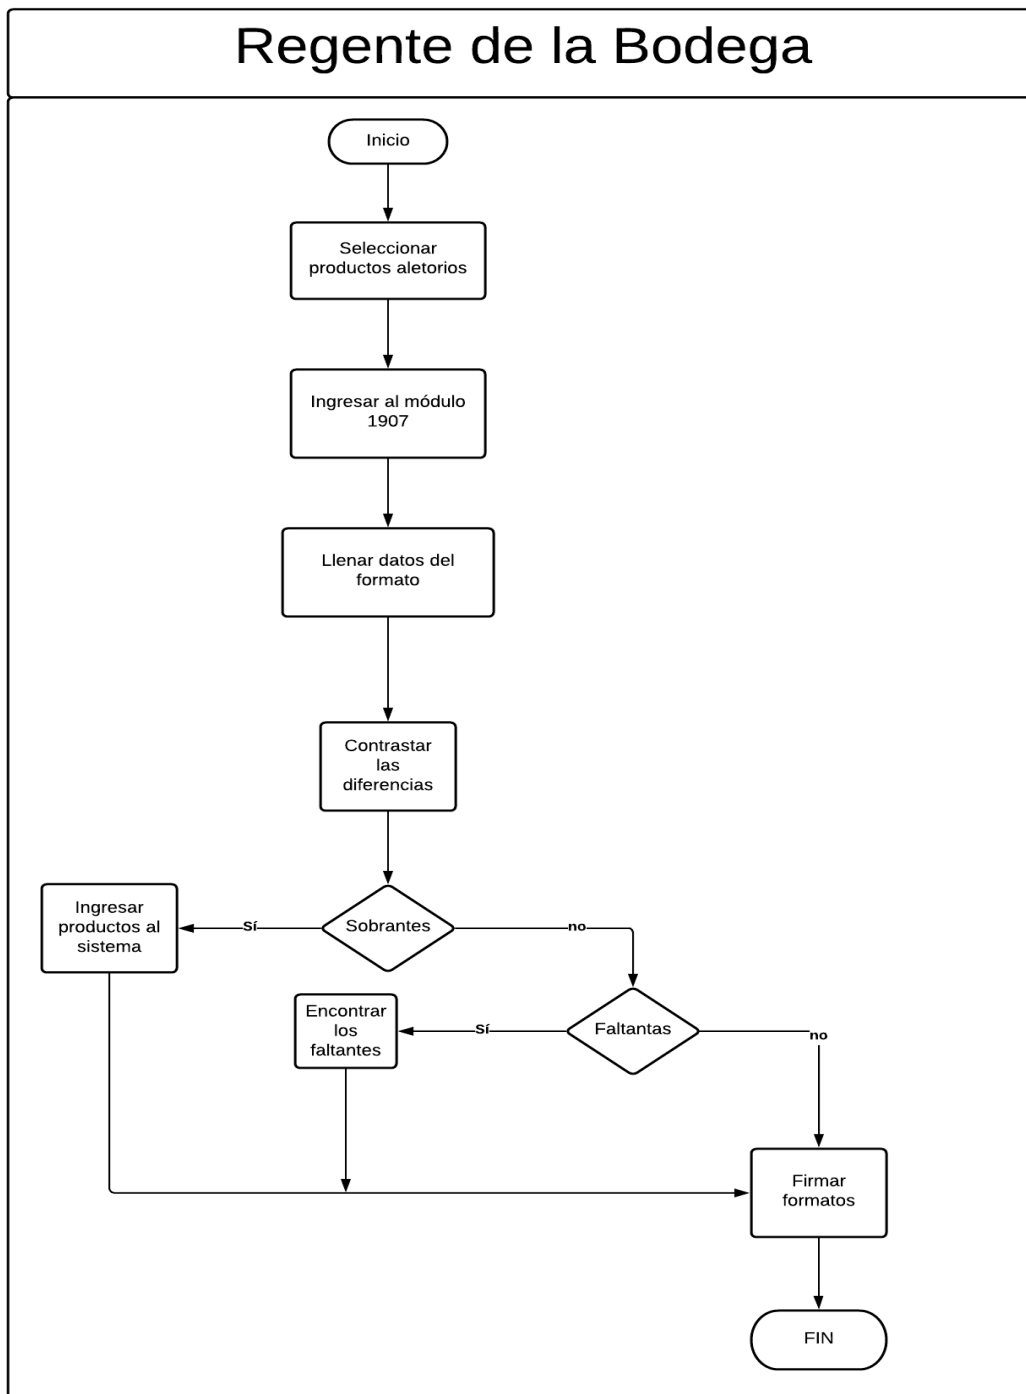 Regente de la Bodega
Inicio
Seleccionar
productos aletorios
Ingresar al módulo
1907
Llenar datos del
formato
Contrastar
las
diferencias
Sobrantes
Sí
no
Ingresar
productos al
sistema
Faltantas
Sí
no
Encontrar
los
faltantes
Firmar
formatos
FIN